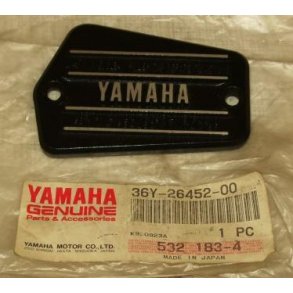 YAMAHA
YAMAHA
GENUINE
Parts & Accessories
YAMAHA MOTOR CO., LTD.
36Y-26452-00
1 PC
532 183-4
MADE IN JAPAN